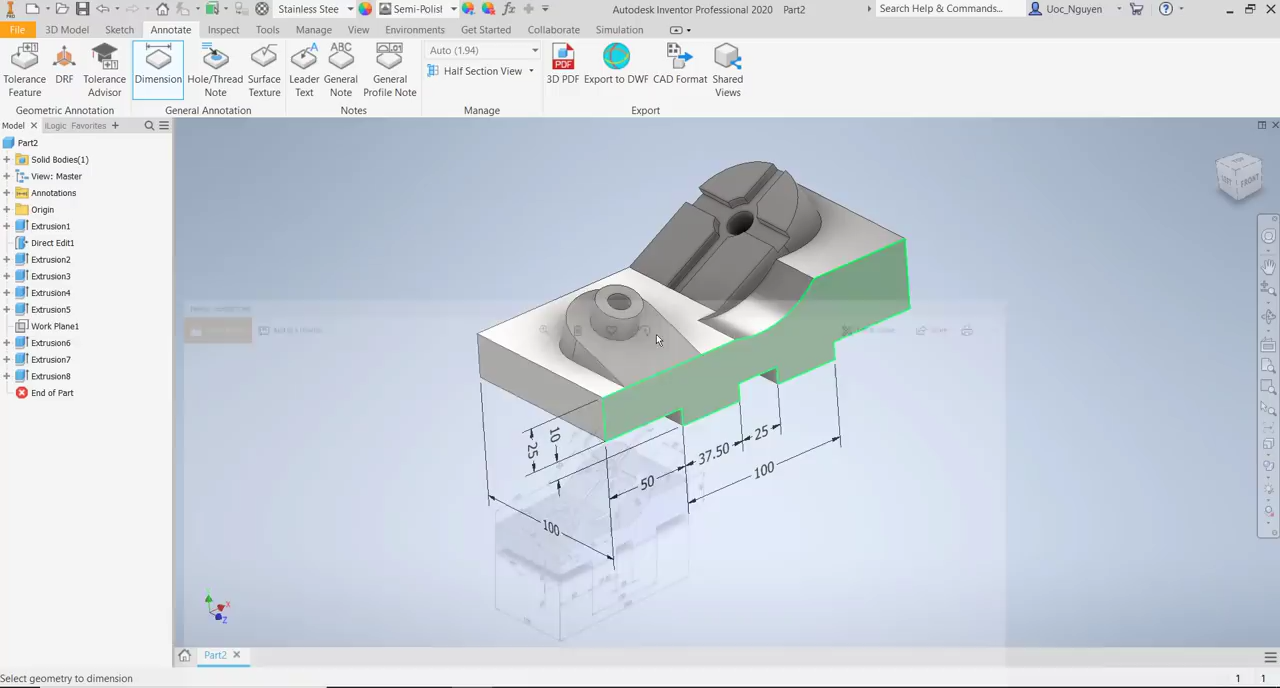 Stainless Stee
Semi-Polist
Autodesk Inventor Professional 2020 Part2
Search Help & Commands...
Uoc_Nguyen
File
3D Model
Sketch
Annotate
Inspect
Tools
Manage
View
Environments
Get Started
Collaborate
Simulation
Tolerance Feature
DRF
Tolerance Advisor
Dimension
Hole/Thread Note
Surface Texture
Leader Text
General Note
General Profile Note
Auto (1.94)
Half Section View
3D PDF
Export to DWF
CAD Format
Shared Views
Geometric Annotation
General Annotation
Notes
Manage
Export
Model
iLogic
Favorites
Part2
Solid Bodies(1)
View: Master
Annotations
Origin
Extrusion1
Direct Edit1
Extrusion2
Extrusion3
Extrusion4
Extrusion5
Work Plane1
Extrusion6
Extrusion7
Extrusion8
End of Part
TOP
LEFT
FRONT
10
25
50
37.50
25
100
100
X
Z
Part2
Select geometry to dimension
1 1